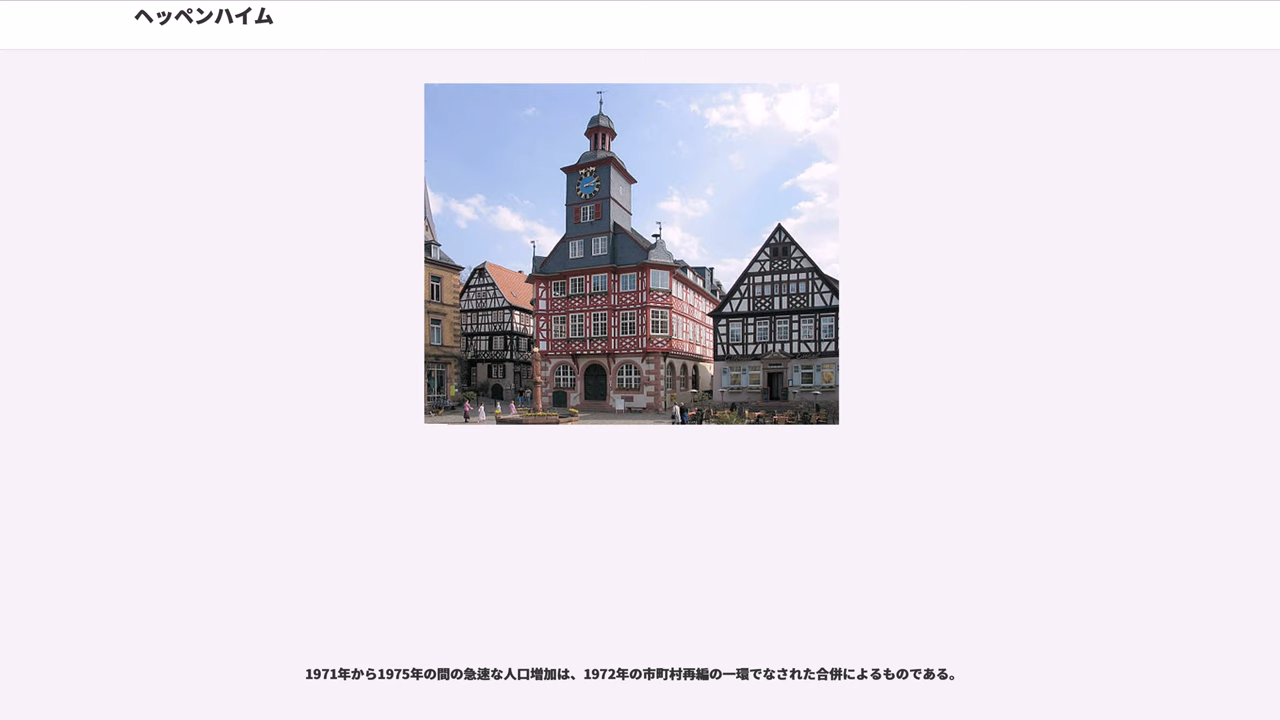 ヘッペンハイム
1971年から1975年の間の急速な人口増加は、1972年の市町村再編の一環でなされた合併によるものである。